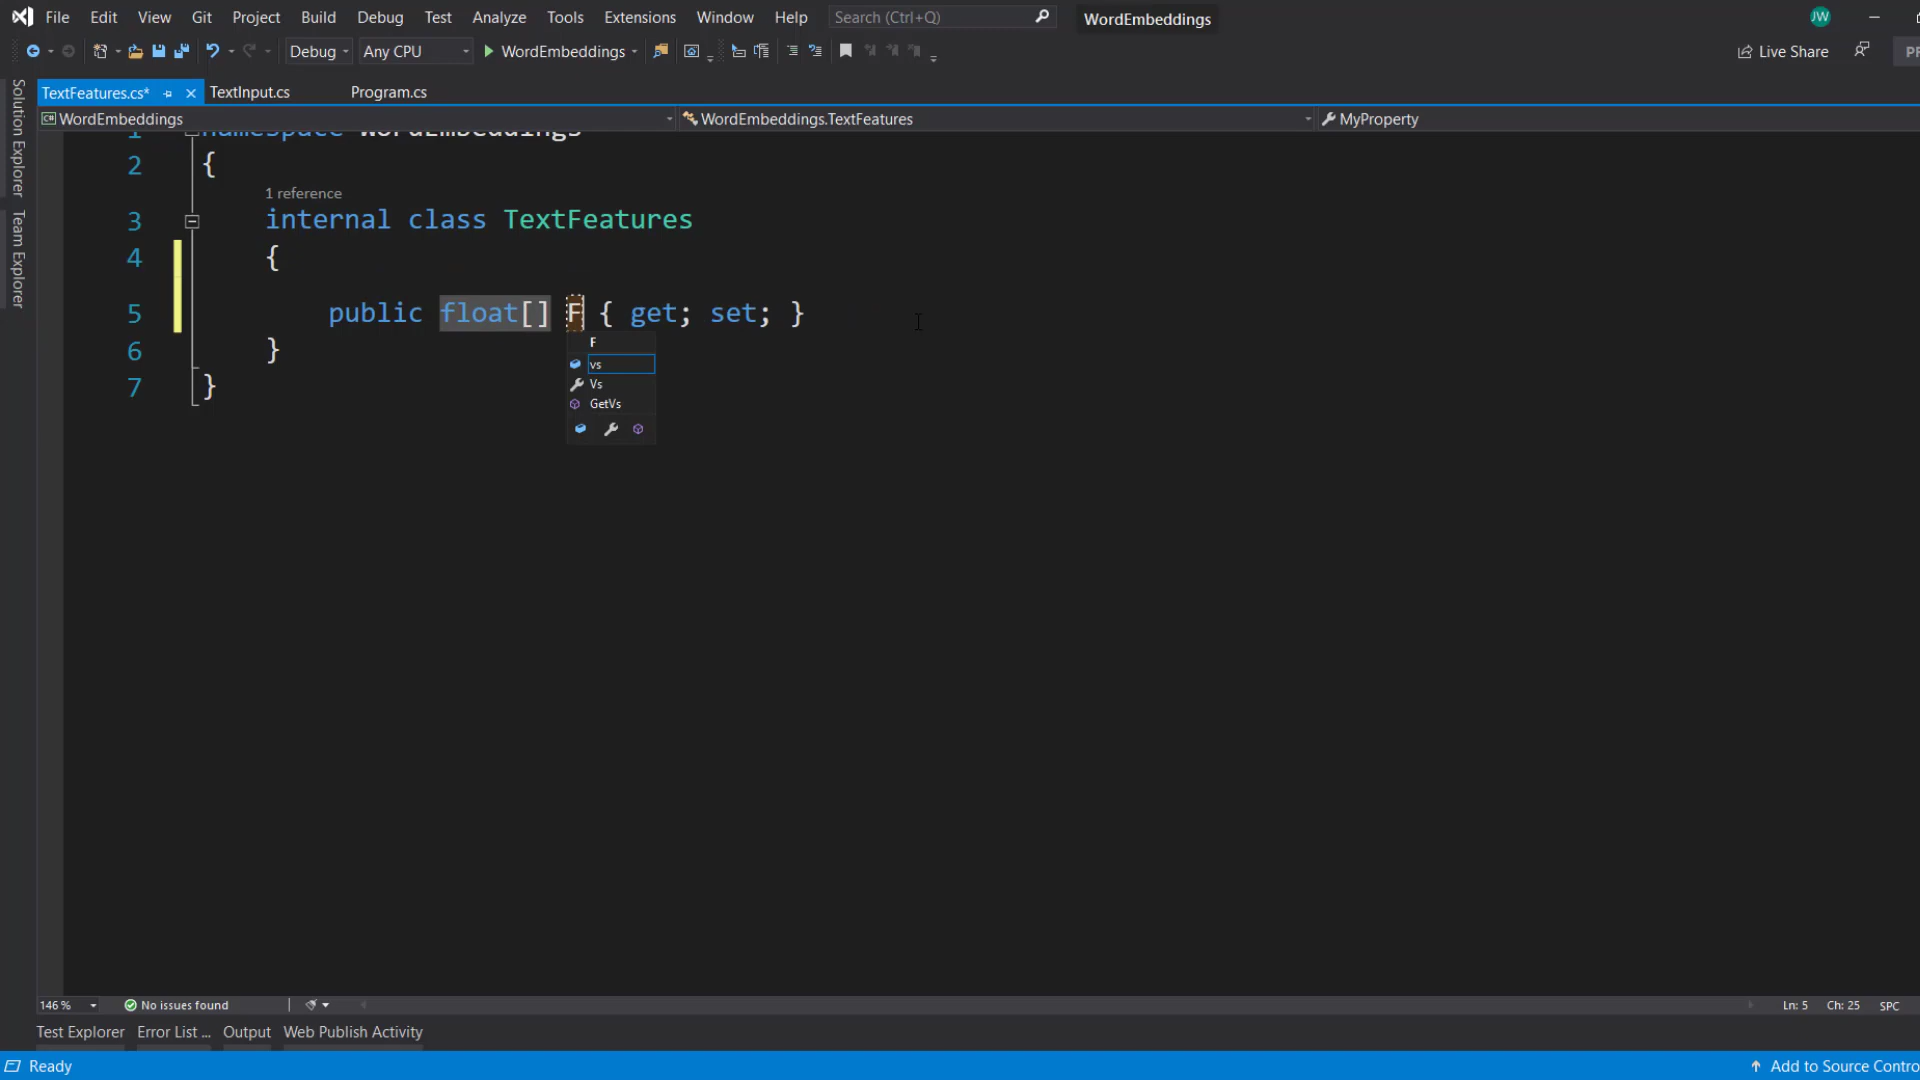 File Edit View Git Project Build Debug Test Analyze Tools Extensions Window Help Search (Ctrl+Q) WordEmbeddings JW
Debug Any CPU WordEmbeddings Live Share
TextFeatures.cs* TextInput.cs Program.cs
WordEmbeddings WordEmbeddings.TextFeatures MyProperty
Solution Explorer
Team Explorer
1 namespace WordEmbeddings
2 {
1 reference
3 internal class TextFeatures
4 {
5 public float[] F { get; set; }
6 }
7 }
F
vs
Vs
GetVs
146 % No issues found Ln: 5 Ch: 25 SPC
Test Explorer Error List ... Output Web Publish Activity
Ready Add to Source Contro